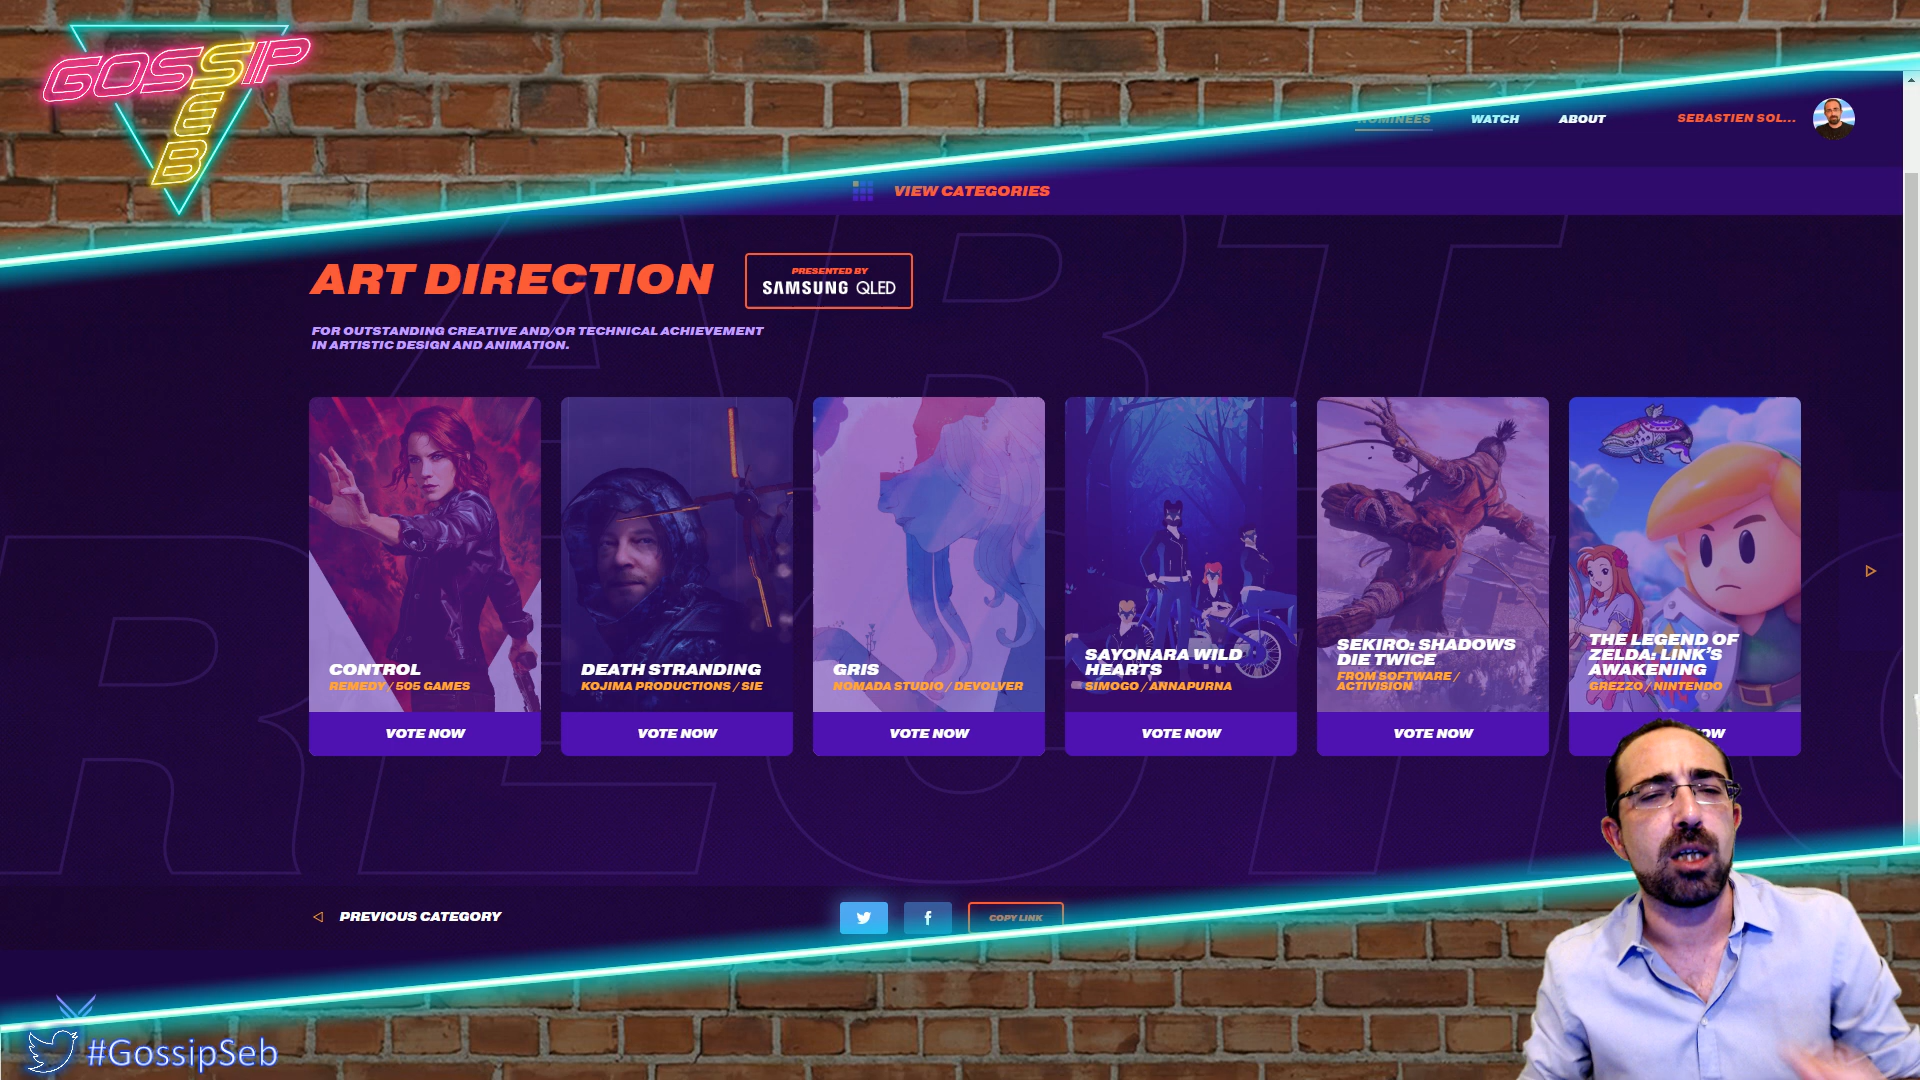 GOSSIP
SEB
NOMINEES
WATCH
ABOUT
SEBASTIEN SOL...
VIEW CATEGORIES
ART DIRECTION
PRESENTED BY
SAMSUNG QLED
FOR OUTSTANDING CREATIVE AND/OR TECHNICAL ACHIEVEMENT
IN ARTISTIC DESIGN AND ANIMATION.
CONTROL
REMEDY / 505 GAMES
VOTE NOW
DEATH STRANDING
KOJIMA PRODUCTIONS / SIE
VOTE NOW
GRIS
NOMADA STUDIO / DEVOLVER
VOTE NOW
SAYONARA WILD
HEARTS
SIMOGO / ANNAPURNA
VOTE NOW
SEKIRO: SHADOWS
DIE TWICE
FROM SOFTWARE /
ACTIVISION
VOTE NOW
THE LEGEND OF
ZELDA: LINK'S
AWAKENING
GREZZO / NINTENDO
PREVIOUS CATEGORY
COPY LINK
#GossipSeb